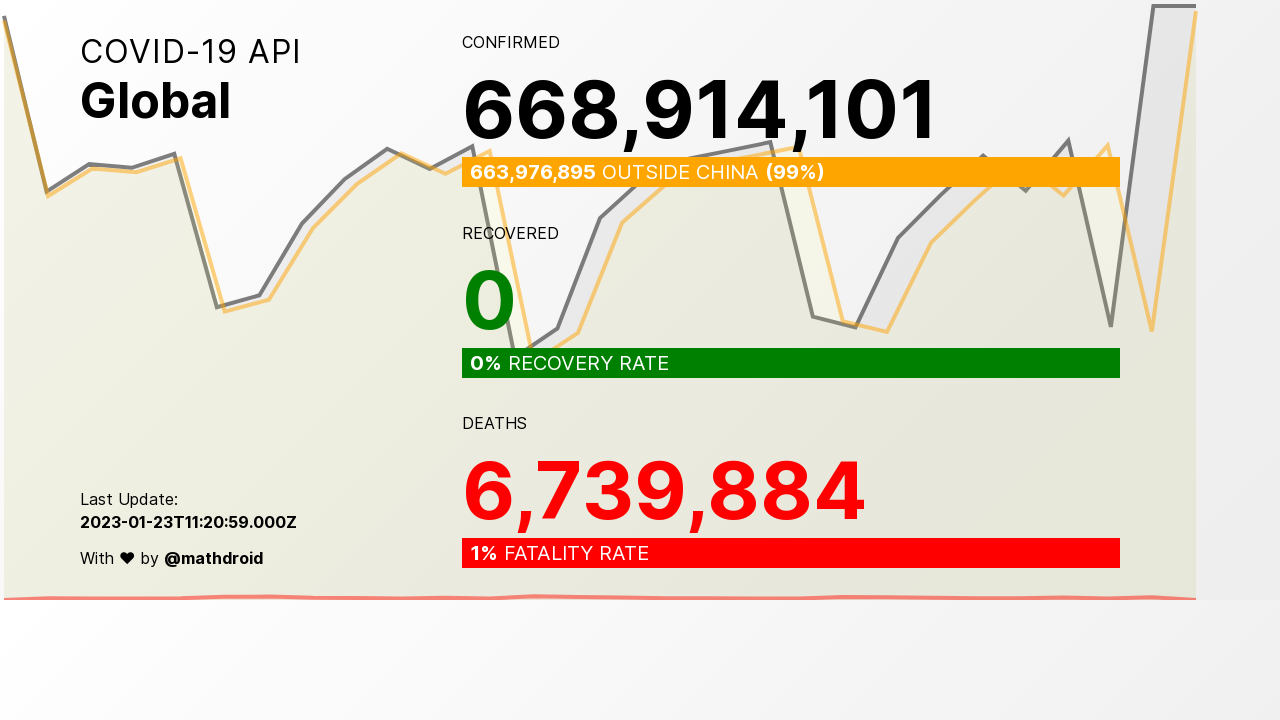 COVID-19 API
Global
CONFIRMED
668,914,101
663,976,895 OUTSIDE CHINA (99%)
RECOVERED
0
0% RECOVERY RATE
DEATHS
6,739,884
1% FATALITY RATE
Last Update:
2023-01-23T11:20:59.000Z
With ♥ by @mathdroid